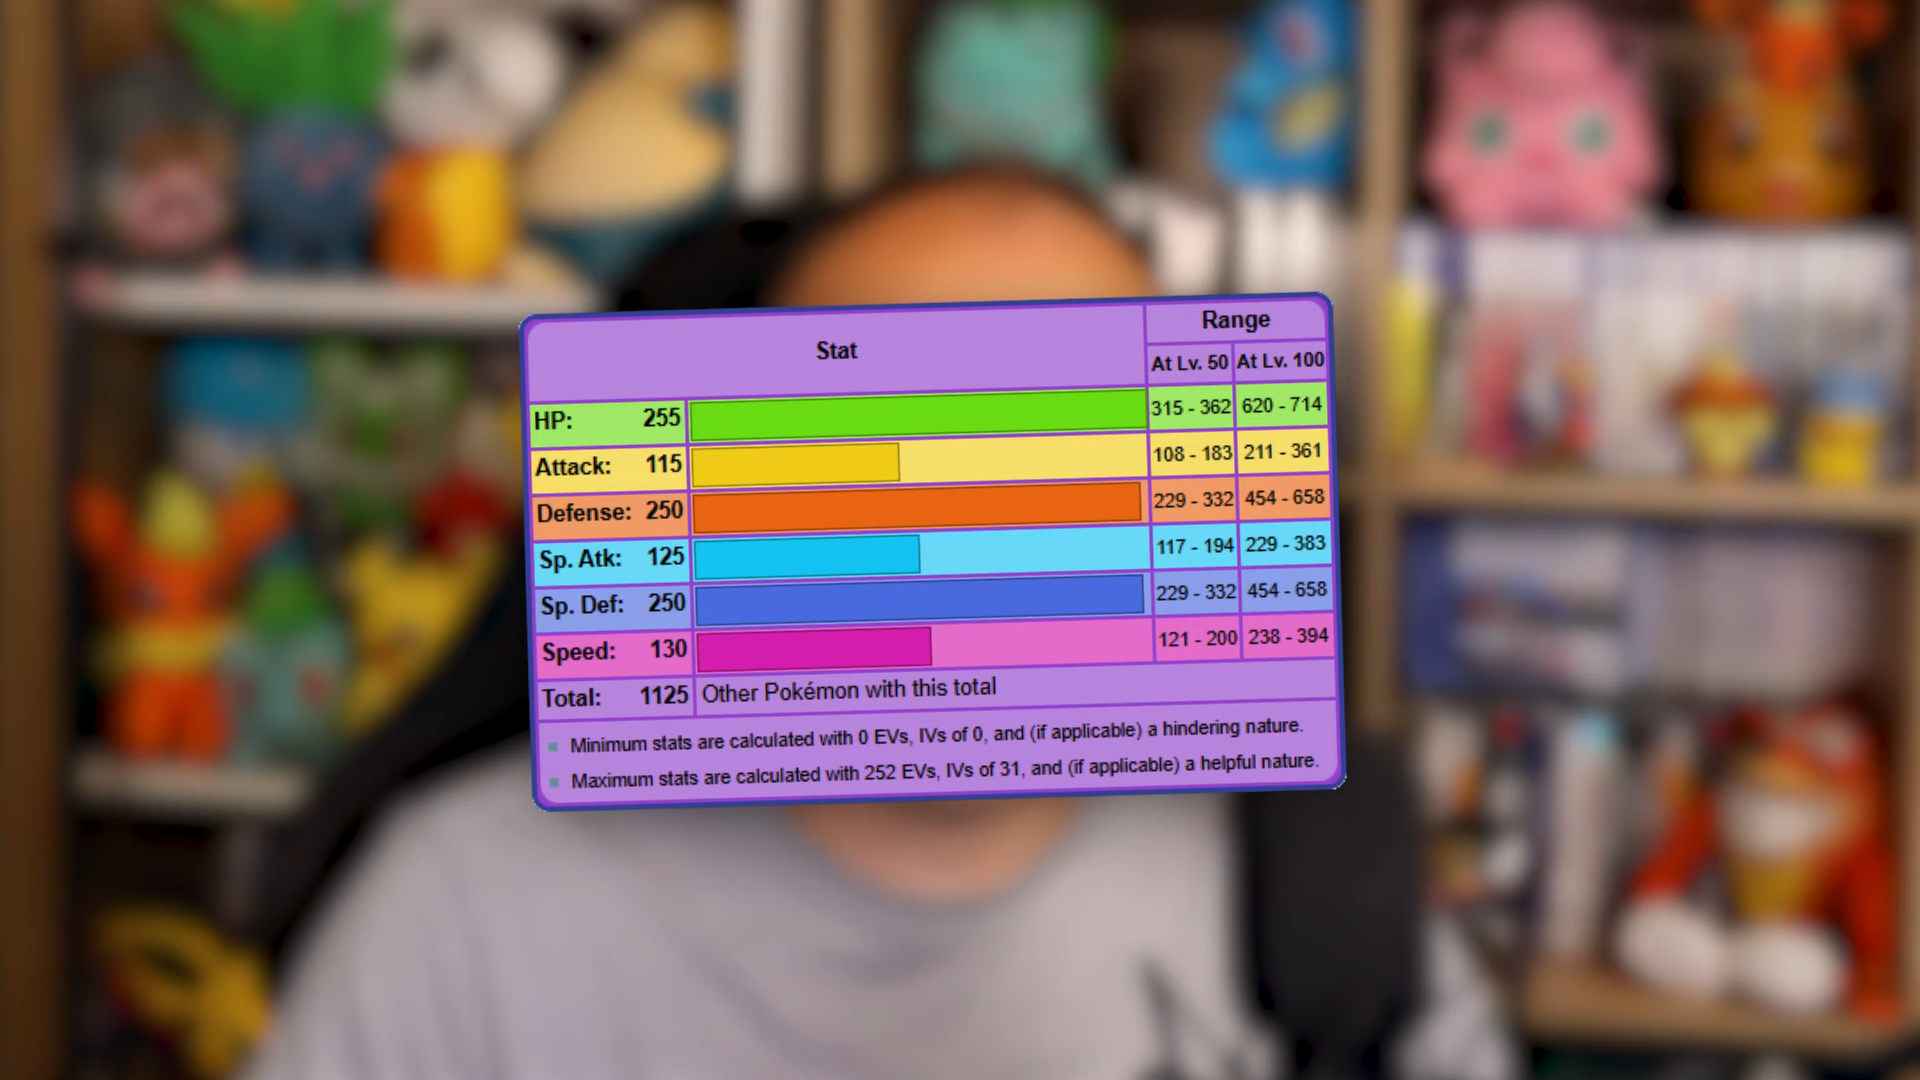 Stat Range
At Lv. 50 At Lv. 100
HP: 255 315 - 362 620 - 714
Attack: 115 108 - 183 211 - 361
Defense: 250 229 - 332 454 - 658
Sp. Atk: 125 117 - 194 229 - 383
Sp. Def: 250 229 - 332 454 - 658
Speed: 130 121 - 200 238 - 394
Total: 1125 Other Pokémon with this total
Minimum stats are calculated with 0 EVs, IVs of 0, and (if applicable) a hindering nature.
Maximum stats are calculated with 252 EVs, IVs of 31, and (if applicable) a helpful nature.